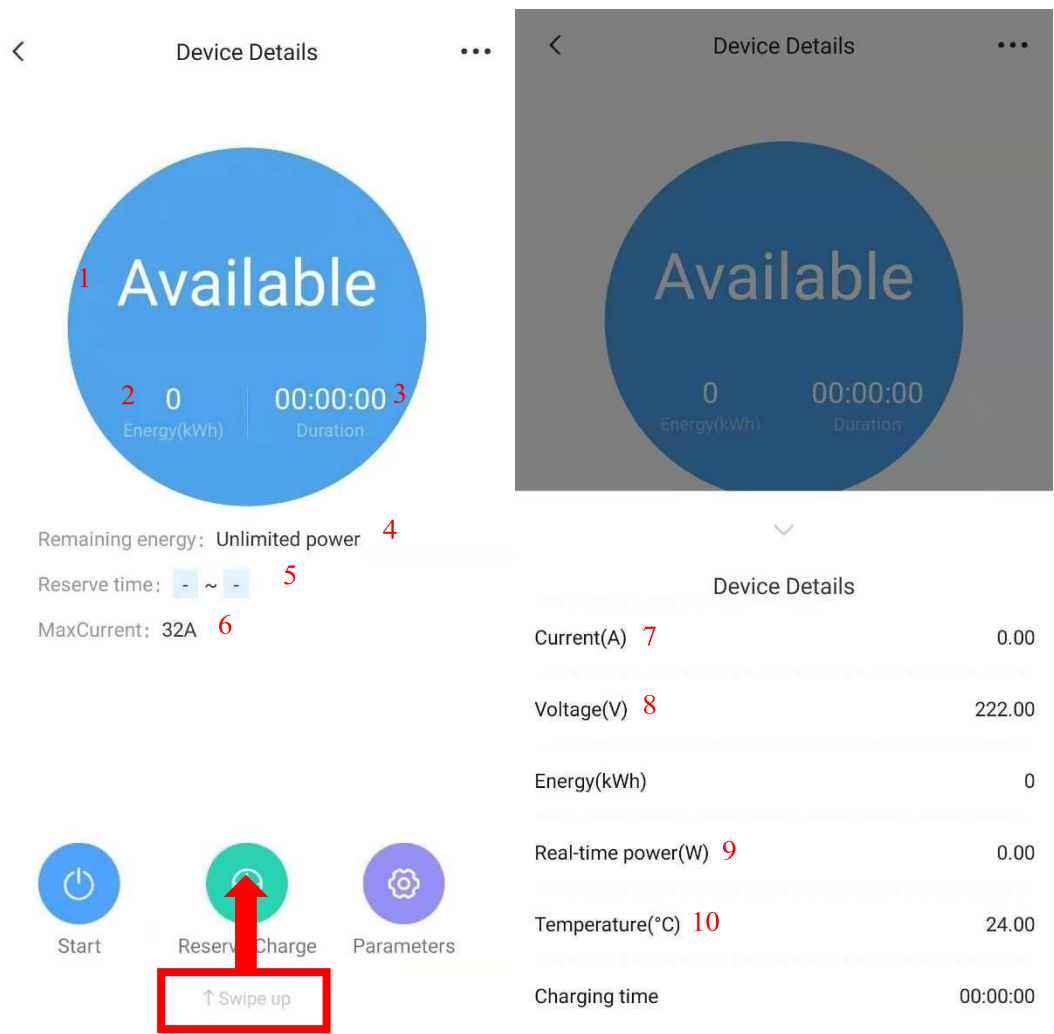 Device Details
1 Available
2 0 00:00:00 3
Energy(kWh) Duration
Remaining energy: Unlimited power 4
Reserve time: - ~ - 5
MaxCurrent: 32A 6
Start Reserve Charge Parameters
↑ Swipe up
Device Details
Available
0 00:00:00
Energy(kWh) Duration
Device Details
Current(A) 7 0.00
Voltage(V) 8 222.00
Energy(kWh) 0
Real-time power(W) 9 0.00
Temperature(°C) 10 24.00
Charging time 00:00:00